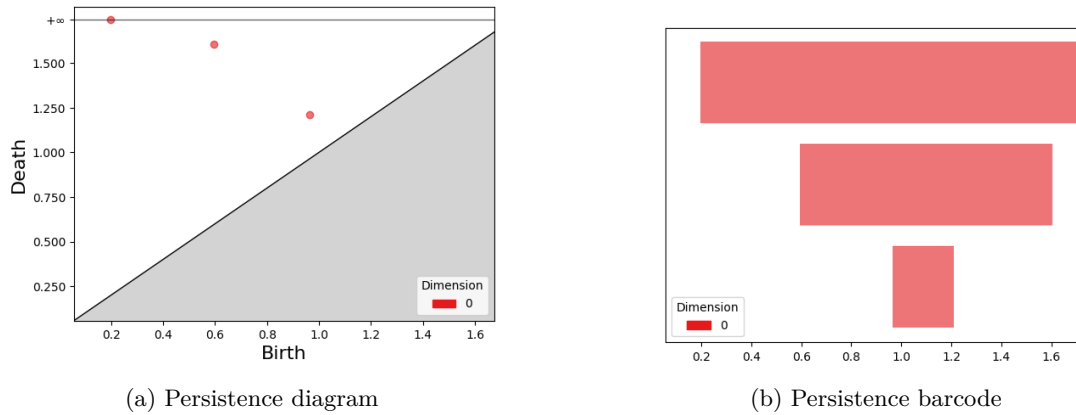 +∞
1.500
1.250
1.000
0.750
0.500
0.250
Death
0.2 0.4 0.6 0.8 1.0 1.2 1.4 1.6
Birth
Dimension
0
(a) Persistence diagram
Dimension
0
0.2 0.4 0.6 0.8 1.0 1.2 1.4 1.6
(b) Persistence barcode